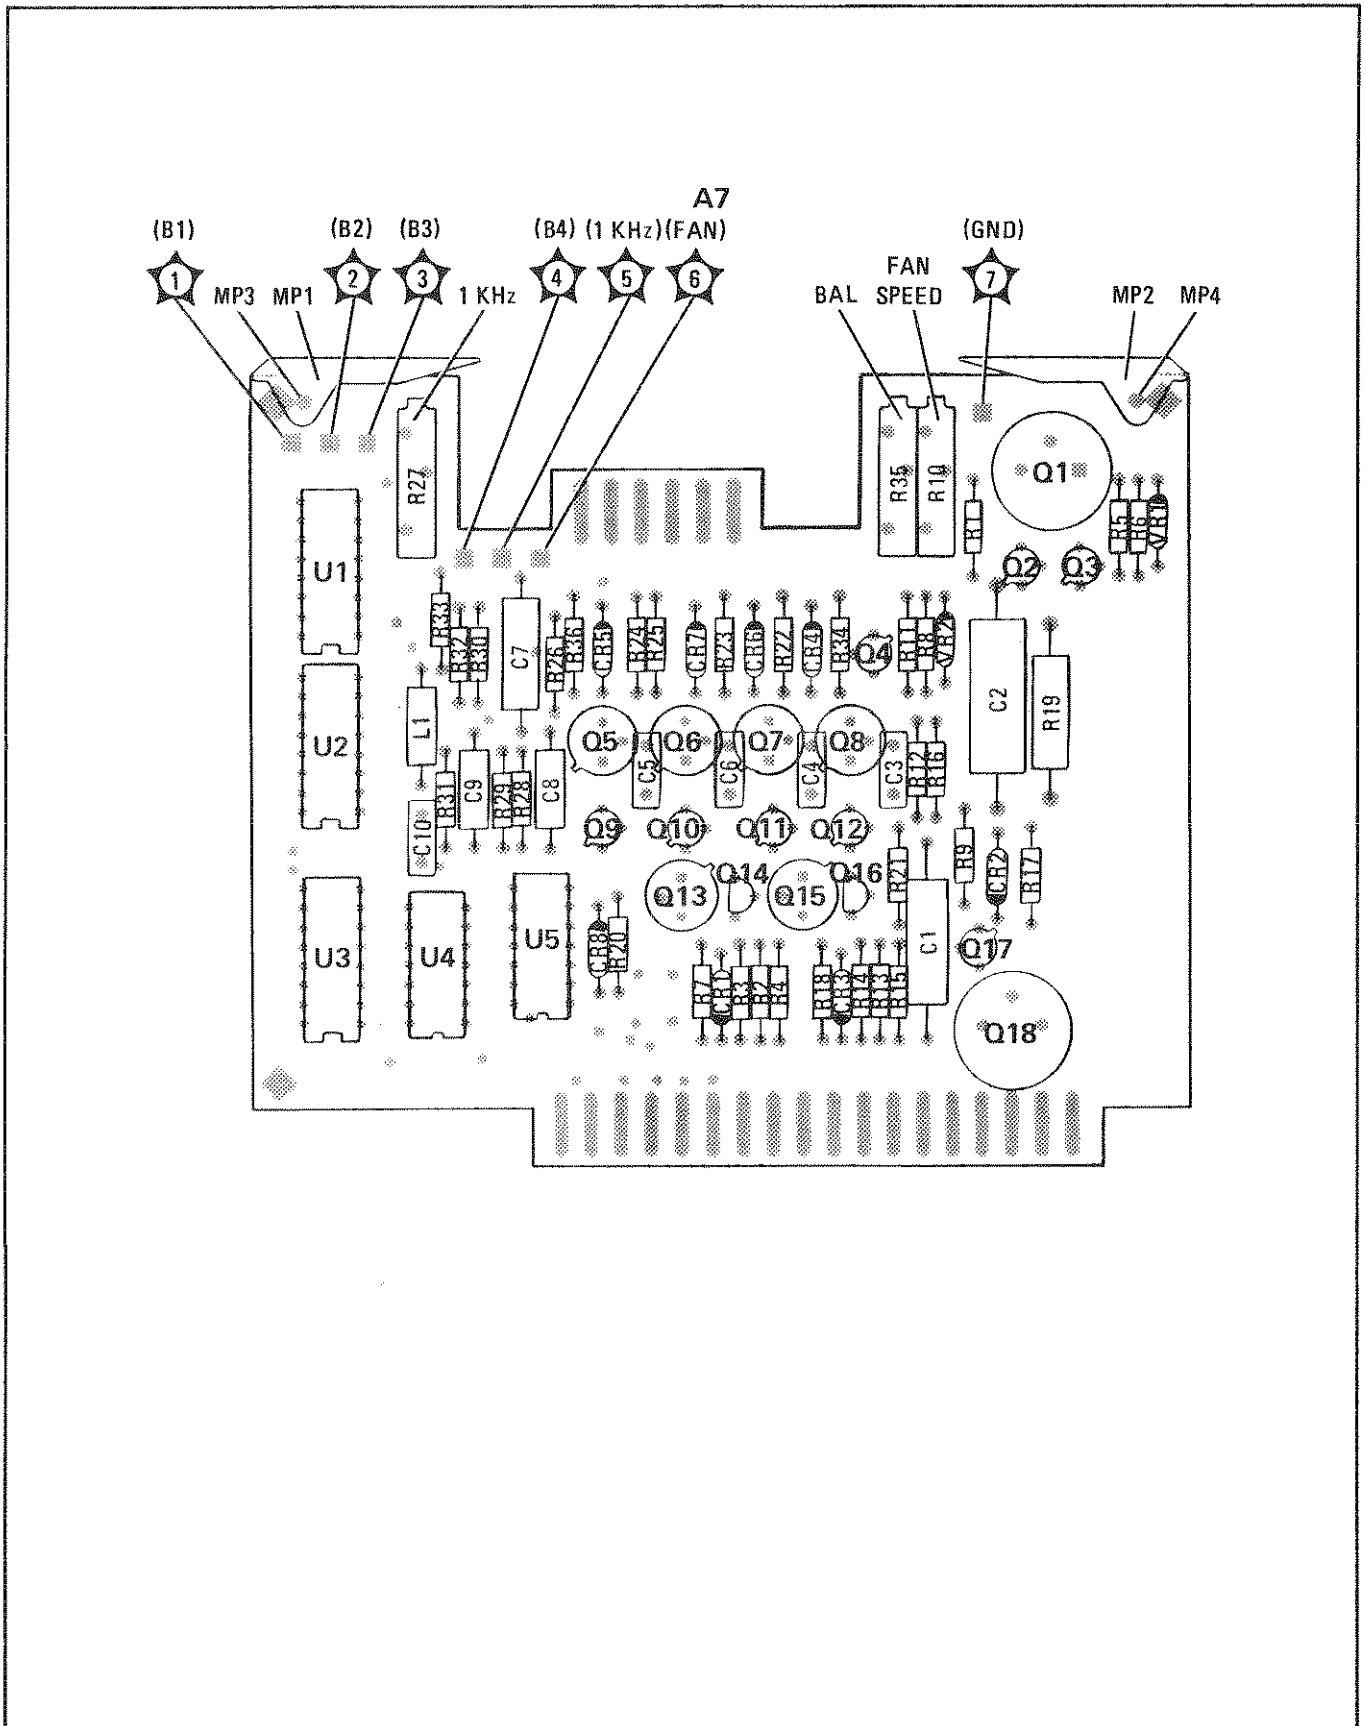 A7
(B1) (B2) (B3) (B4) (1 KHz) (FAN) (GND)
1 2 3 4 5 6 7
MP3 MP1 1 KHz BAL FAN SPEED MP2 MP4
R27 R35 R10 Q1
R1 R5 R6 VR1
U1 Q2 Q3
R33 R32 R30 C7 R26 R36 CR5 R24 R25 CR7 R23 CR6 R22 CR4 R34 Q4 R11 R8 VR2
C2 R19
U2 L1 Q5 Q6 Q7 Q8
C5 C6 C4 C3 R12 R16
C10 R31 C9 R29 R28 C8
Q9 Q10 Q11 Q12
R21 R9 CR2 R17
Q13 Q14 Q15 Q16
U3 U4 U5 CR8 R20 C1 Q17
R7 CR1 R3 R2 R4 R18 CR3 R14 R13 R15
Q18